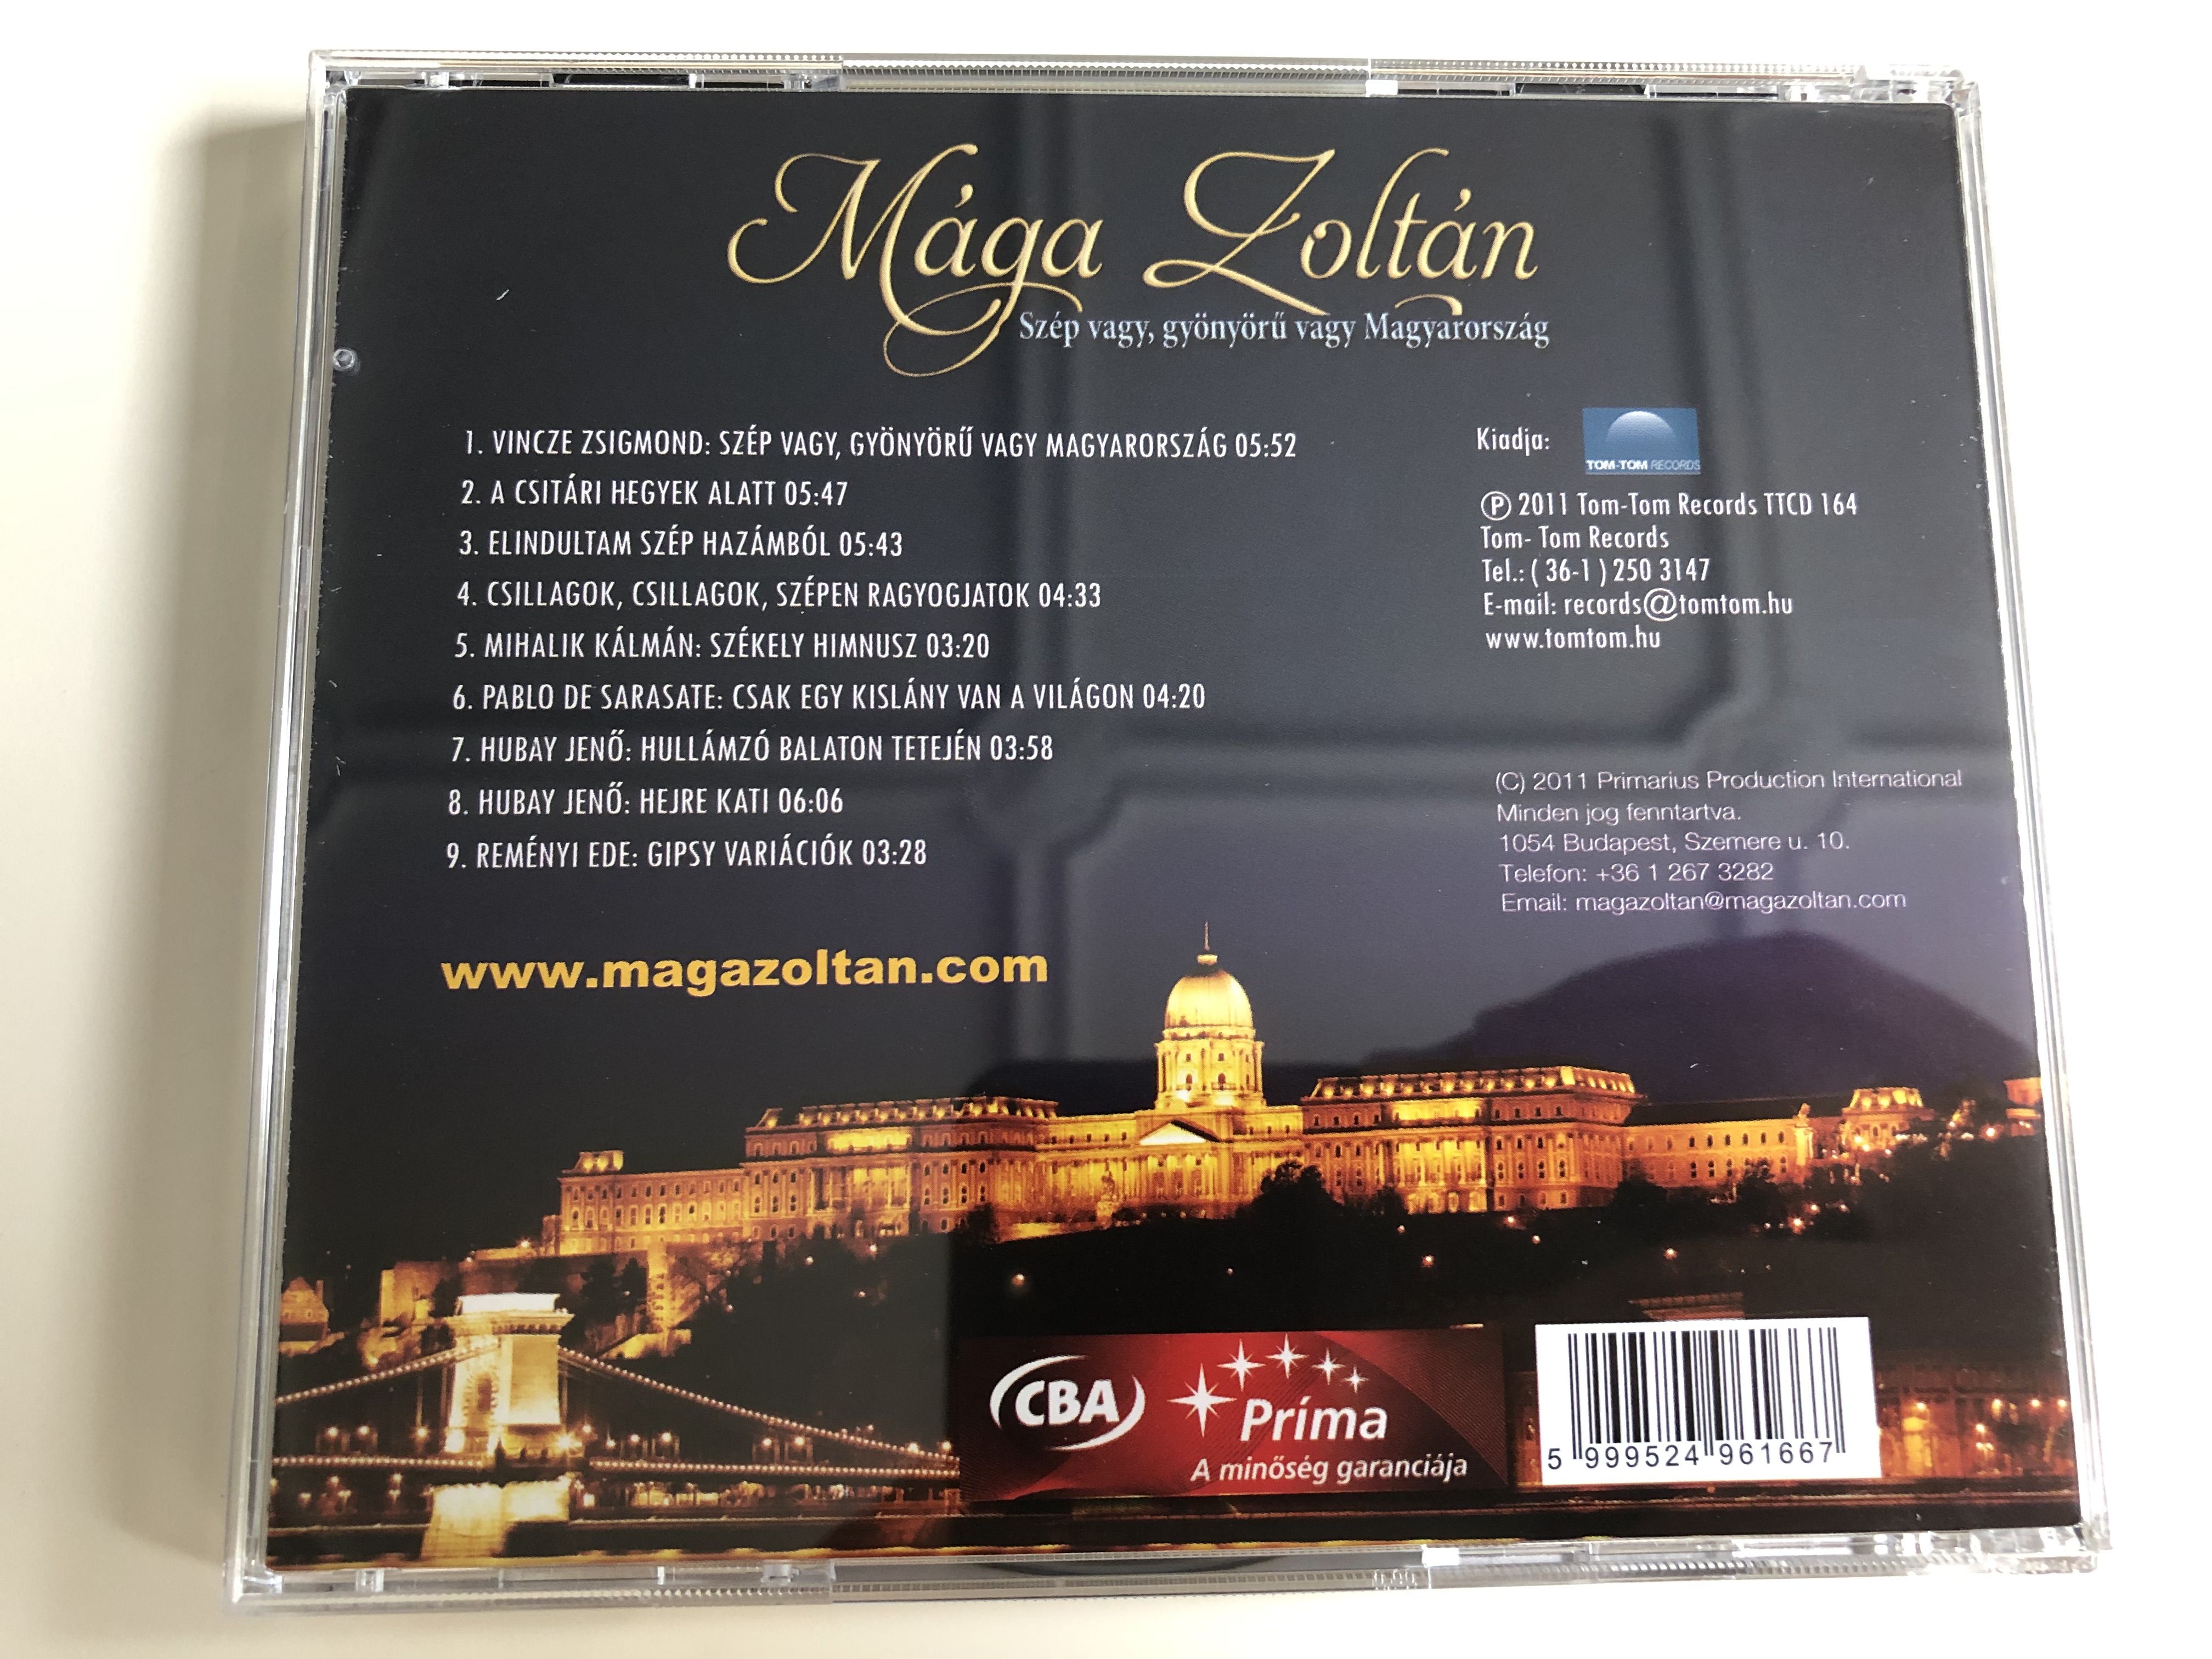 Mága Zoltán
Szép vagy, gyönyörű vagy Magyarország
1. VINCZE ZSIGMOND: SZÉP VAGY, GYÖNYÖRŰ VAGY MAGYARORSZÁG 05:52
2. A CSITÁRI HEGYEK ALATT 05:47
3. ELINDULTAM SZÉP HAZÁMBÓL 05:43
4. CSILLAGOK, CSILLAGOK, SZÉPEN RAGYOGJATOK 04:33
5. MIHALIK KÁLMÁN: SZÉKELY HIMNUSZ 03:20
6. PABLO DE SARASATE: CSAK EGY KISLÁNY VAN A VILÁGON 04:20
7. HUBAY JENŐ: HULLÁMZÓ BALATON TETEJÉN 03:58
8. HUBAY JENŐ: HEJRE KATI 06:06
9. REMÉNYI EDE: GIPSY VARIÁCIÓK 03:28
www.magazoltan.com
Kiadja:
TOM-TOM RECORDS
Ⓟ 2011 Tom-Tom Records TTCD 164
Tom- Tom Records
Tel.: ( 36-1 ) 250 3147
E-mail: records@tomtom.hu
www.tomtom.hu
(C) 2011 Primarius Production International
Minden jog fenntartva.
1054 Budapest, Szemere u. 10.
Telefon: +36 1 267 3282
Email: magazoltan@magazoltan.com
CBA
Príma
A minőség garanciája
5 999524 961667